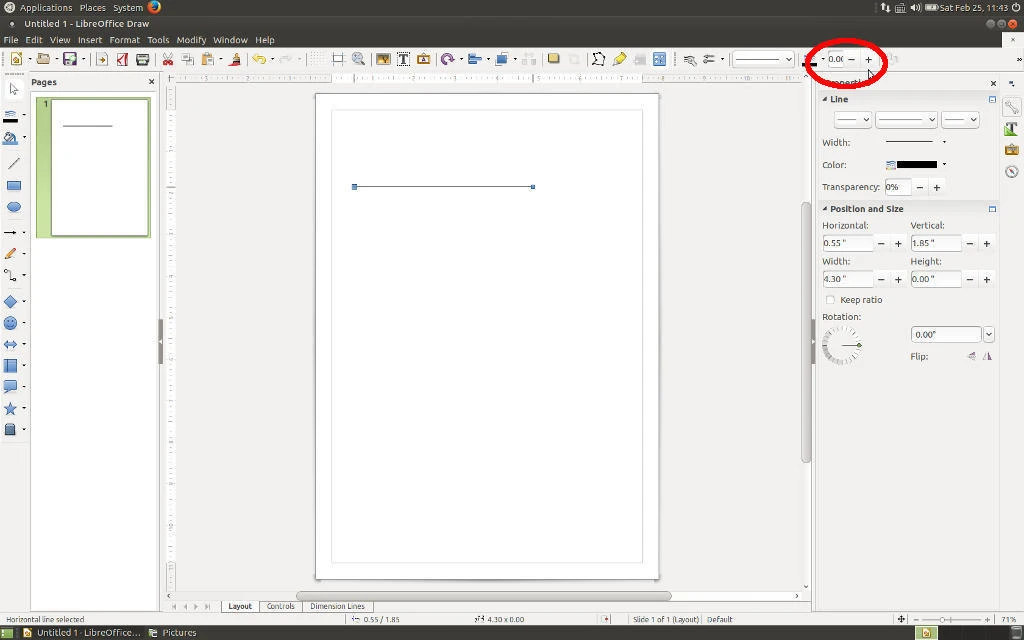 Applications Places System
Sat Feb 25, 11:43
Untitled 1 - LibreOffice Draw
File Edit View Insert Format Tools Modify Window Help
0.00
Pages
1
Line
Width:
Color:
Transparency: 0%
Position and Size
Horizontal: Vertical:
0.55 " 1.85 "
Width: Height:
4.30 " 0.00 "
Keep ratio
Rotation:
0.00°
Flip:
Layout Controls Dimension Lines
Horizontal line selected 0.55 / 1.85 4.30 x 0.00 Slide 1 of 1 (Layout) Default 71%
Untitled 1 - LibreOffice... Pictures